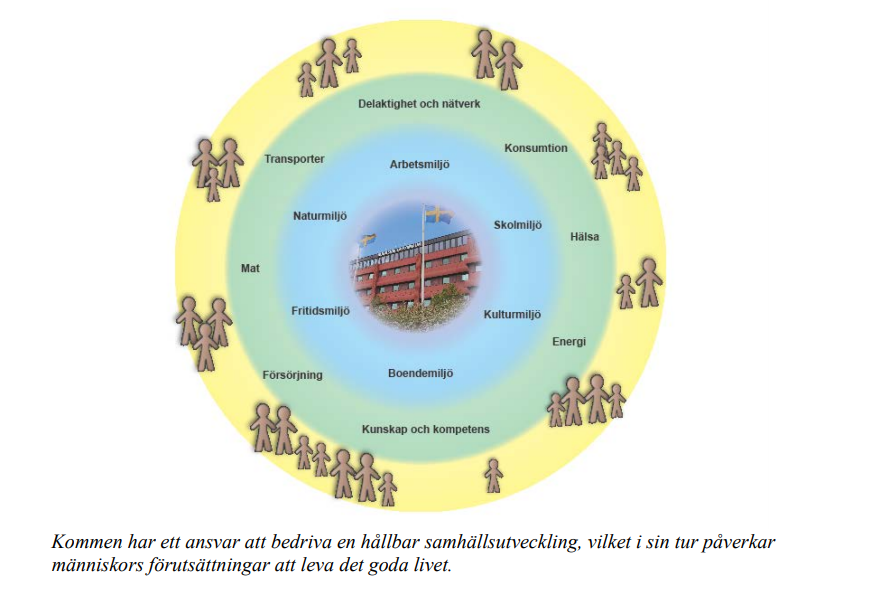 Delaktighet och nätverk
Konsumtion
Transporter
Arbetsmiljö
Naturmiljö
Skolmiljö
Hälsa
Mat
Fritidsmiljö
Kulturmiljö
Energi
Boendemiljö
Försörjning
Kunskap och kompetens
Kommen har ett ansvar att bedriva en hållbar samhällsutveckling, vilket i sin tur påverkar
människors förutsättningar att leva det goda livet.